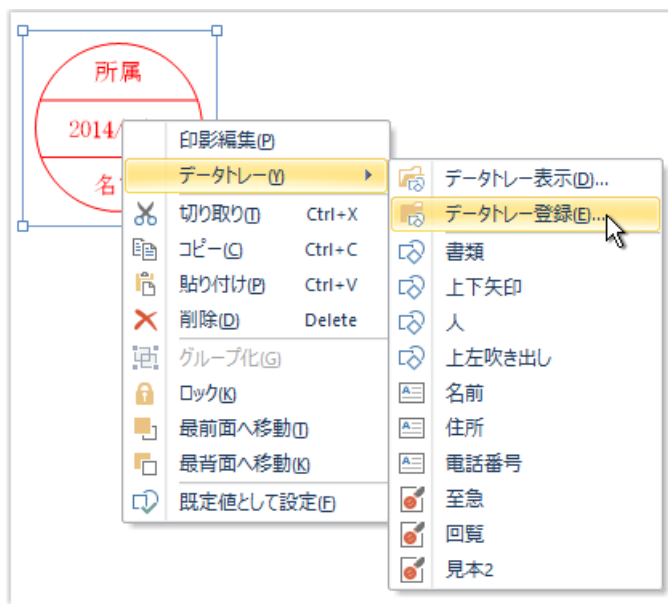 所属
2014/
印影編集(P)
データトレー(Y)
切り取り(T) Ctrl+X
コピー(C) Ctrl+C
貼り付け(P) Ctrl+V
削除(D) Delete
グループ化(G)
ロック(K)
最前面へ移動(T)
最背面へ移動(K)
既定値として設定(F)
データトレー表示(D)...
データトレー登録(E)...
書類
上下矢印
人
上左吹き出し
名前
住所
電話番号
至急
回覧
見本2